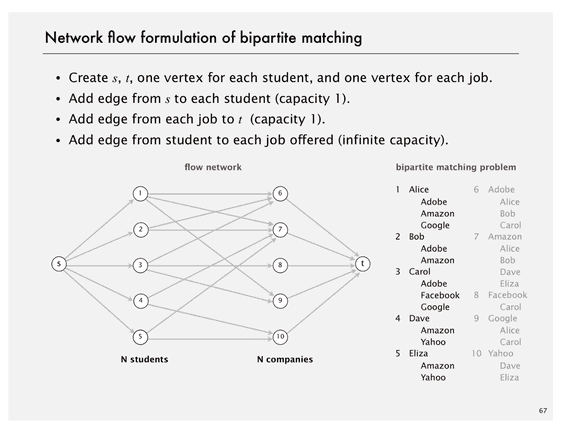 Network flow formulation of bipartite matching
• Create s, t, one vertex for each student, and one vertex for each job.
• Add edge from s to each student (capacity 1).
• Add edge from each job to t (capacity 1).
• Add edge from student to each job offered (infinite capacity).
flow network
bipartite matching problem
1
6
2
7
s
3
8
t
4
9
5
10
N students
N companies
1 Alice
Adobe
Amazon
Google
2 Bob
Adobe
Amazon
3 Carol
Adobe
Facebook
Google
4 Dave
Amazon
Yahoo
5 Eliza
Amazon
Yahoo
6 Adobe
Alice
Bob
Carol
7 Amazon
Alice
Bob
Dave
Eliza
8 Facebook
Carol
9 Google
Alice
Carol
10 Yahoo
Dave
Eliza
67